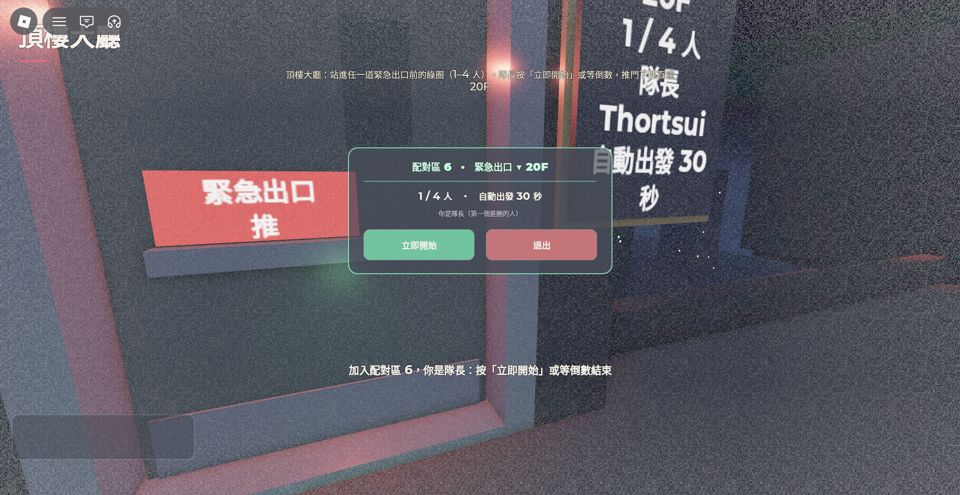 頂樓大廳
頂樓大廳：站進任一道緊急出口前的綠圈（1–4 人）
隊長按「立即開始」或等倒數，推門
20F
20F
1 / 4 人
隊長
Thortsui
自動出發 30
秒
配對區 6 • 緊急出口 ▼ 20F
1 / 4 人 • 自動出發 30 秒
你是隊長（第一個進圈的人）
立即開始
退出
緊急出口
推
加入配對區 6，你是隊長：按「立即開始」或等倒數結束